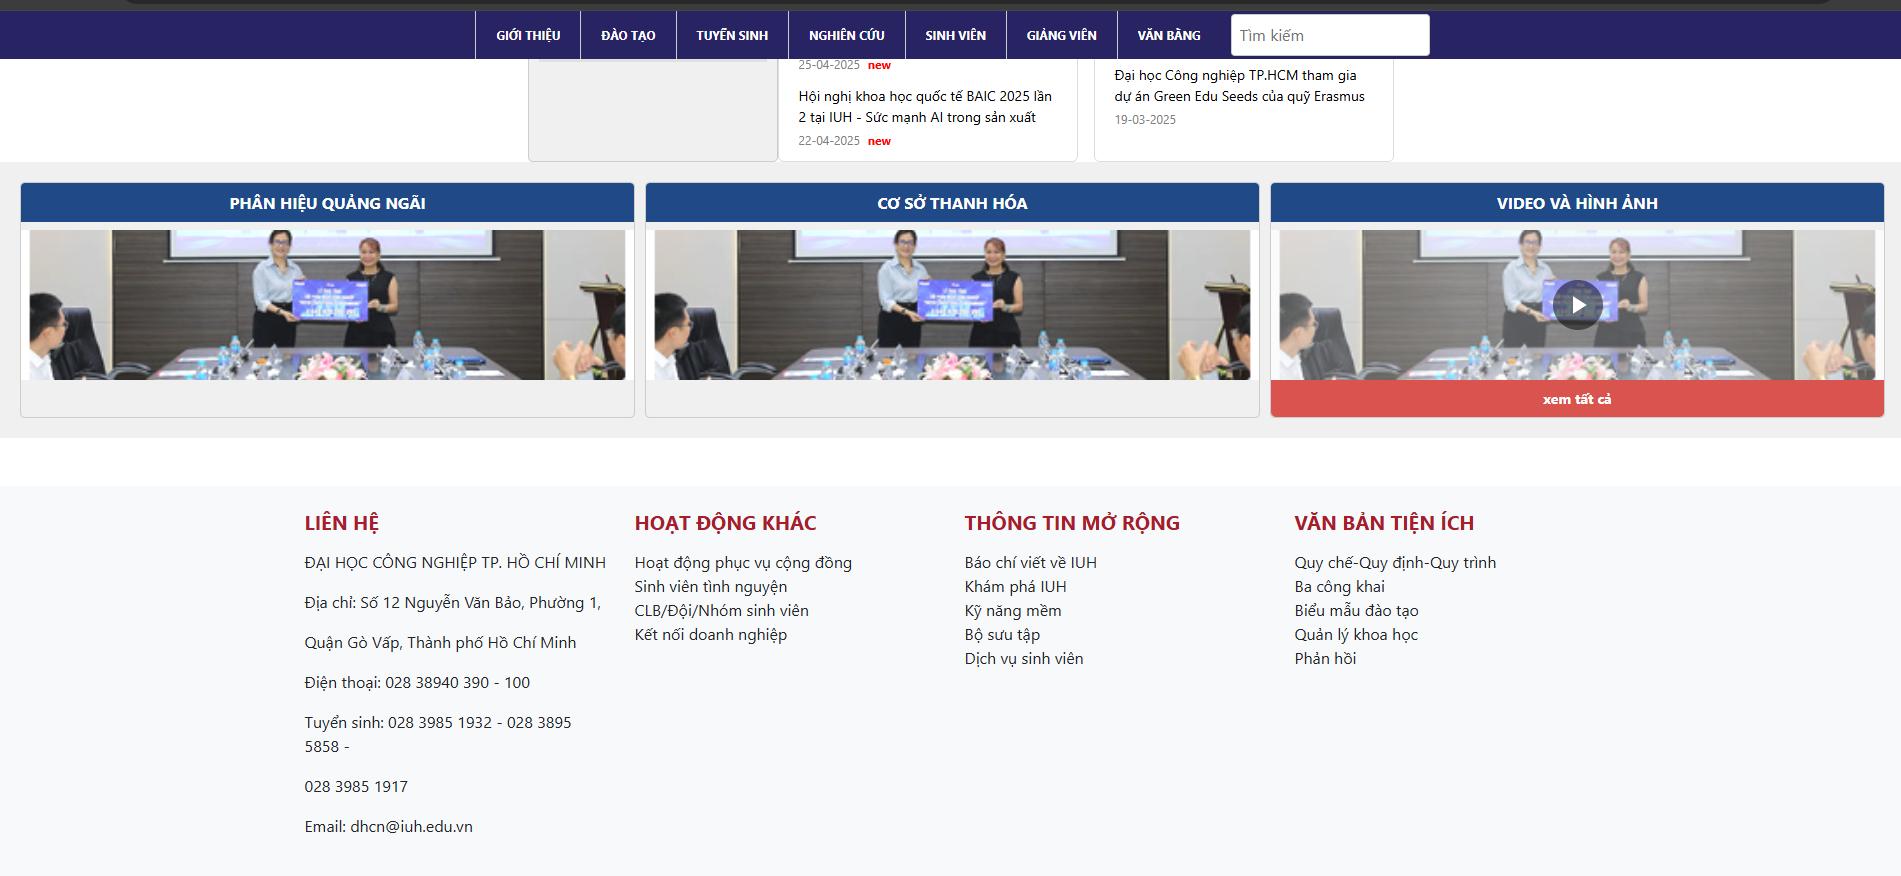 GIỚI THIỆU
ĐÀO TẠO
TUYỂN SINH
NGHIÊN CỨU
SINH VIÊN
GIẢNG VIÊN
VĂN BẰNG
Tìm kiếm
25-04-2025 new
Hội nghị khoa học quốc tế BAIC 2025 lần
2 tại IUH - Sức mạnh AI trong sản xuất
22-04-2025 new
Đại học Công nghiệp TP.HCM tham gia
dự án Green Edu Seeds của quỹ Erasmus
19-03-2025
PHÂN HIỆU QUẢNG NGÃI
CƠ SỞ THANH HÓA
VIDEO VÀ HÌNH ẢNH
xem tất cả
LIÊN HỆ
ĐẠI HỌC CÔNG NGHIỆP TP. HỒ CHÍ MINH
Địa chỉ: Số 12 Nguyễn Văn Bảo, Phường 1,
Quận Gò Vấp, Thành phố Hồ Chí Minh
Điện thoại: 028 38940 390 - 100
Tuyển sinh: 028 3985 1932 - 028 3895
5858 -
028 3985 1917
Email: dhcn@iuh.edu.vn
HOẠT ĐỘNG KHÁC
Hoạt động phục vụ cộng đồng
Sinh viên tình nguyện
CLB/Đội/Nhóm sinh viên
Kết nối doanh nghiệp
THÔNG TIN MỞ RỘNG
Báo chí viết về IUH
Khám phá IUH
Kỹ năng mềm
Bộ sưu tập
Dịch vụ sinh viên
VĂN BẢN TIỆN ÍCH
Quy chế-Quy định-Quy trình
Ba công khai
Biểu mẫu đào tạo
Quản lý khoa học
Phản hồi